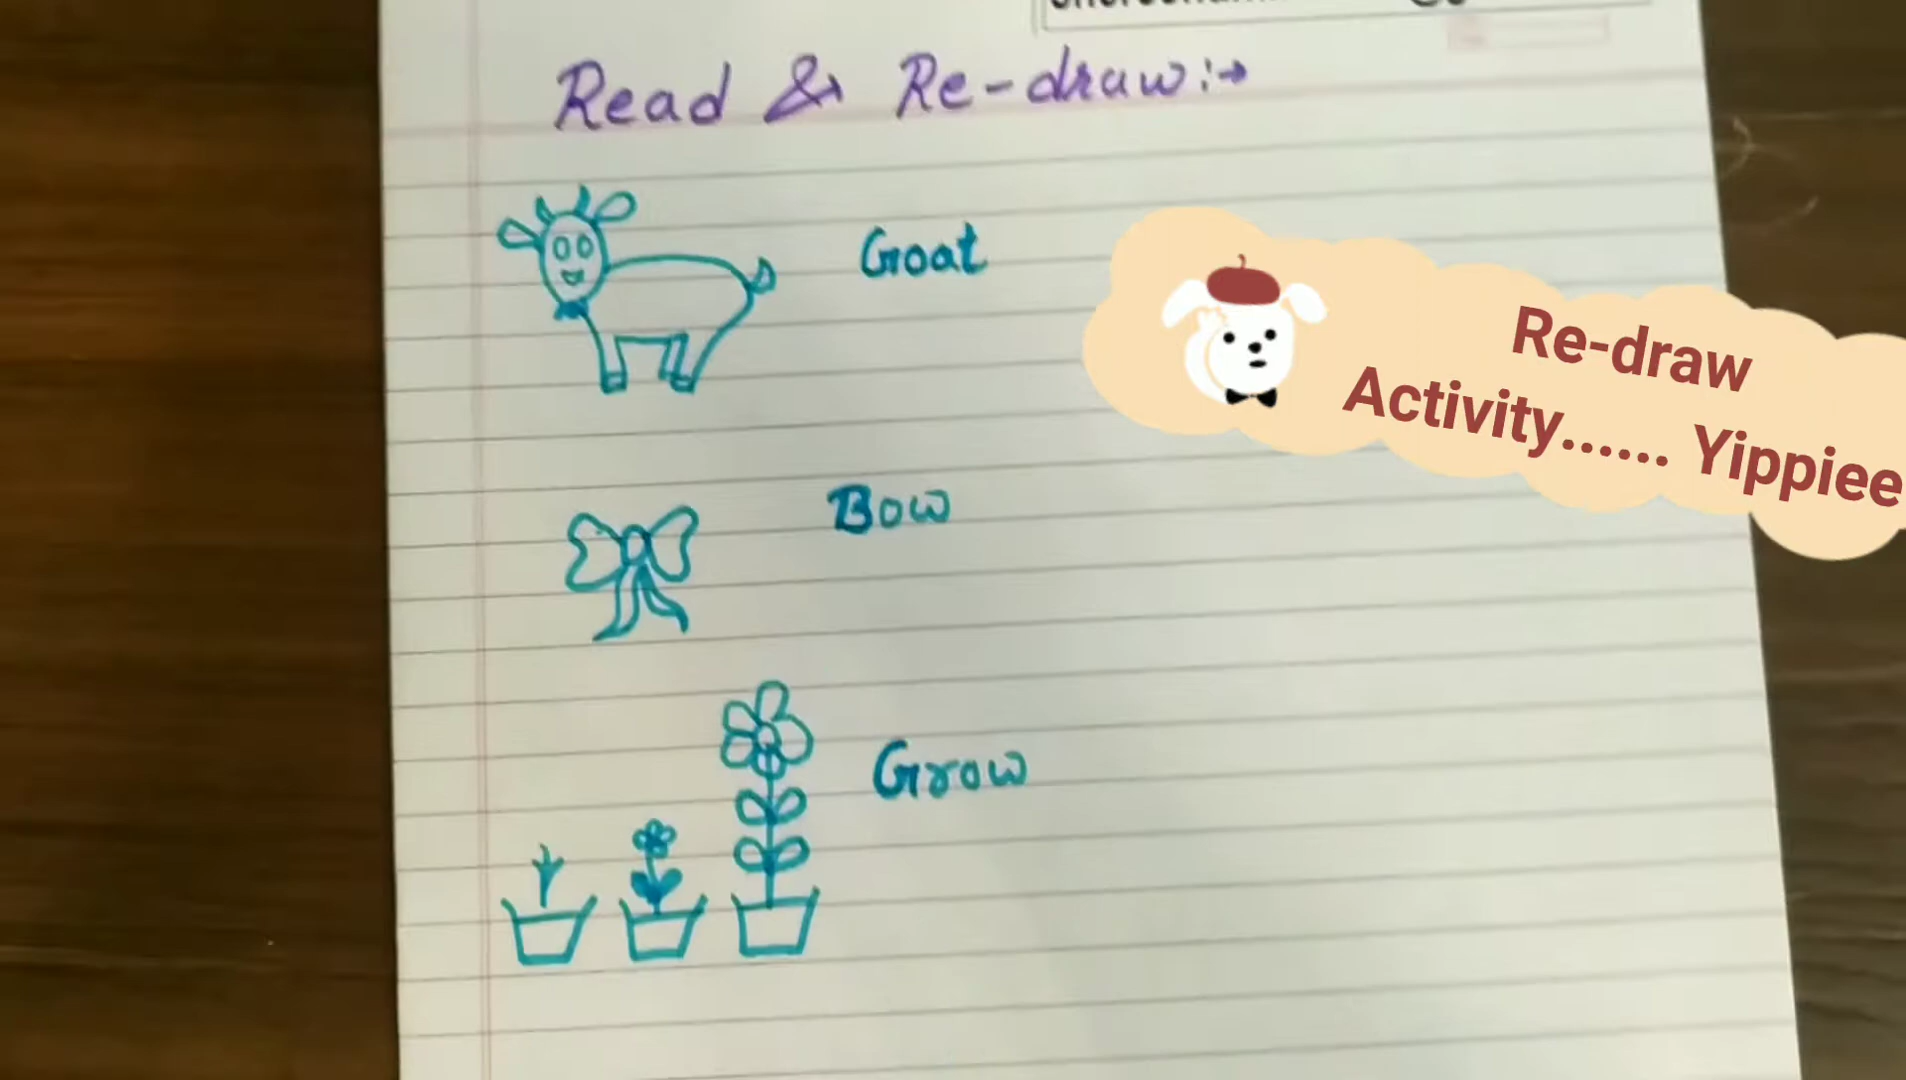 Read & Re-draw:→
Goat
Re-draw
Activity...... Yippiee
Bow
Grow